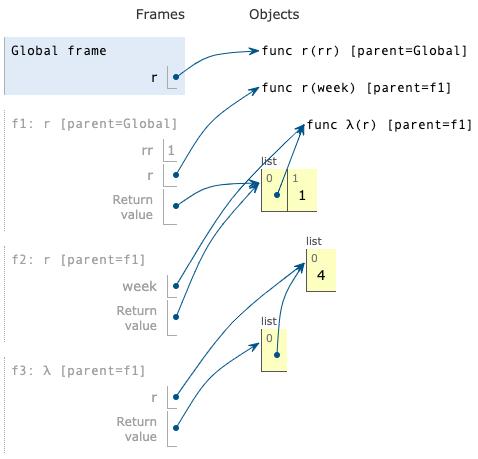 Frames Objects
Global frame
r
func r(rr) [parent=Global]
func r(week) [parent=f1]
func λ(r) [parent=f1]
f1: r [parent=Global]
rr 1
r
Return
value
list
0 1
1
list
0
4
f2: r [parent=f1]
week
Return
value
list
0
f3: λ [parent=f1]
r
Return
value